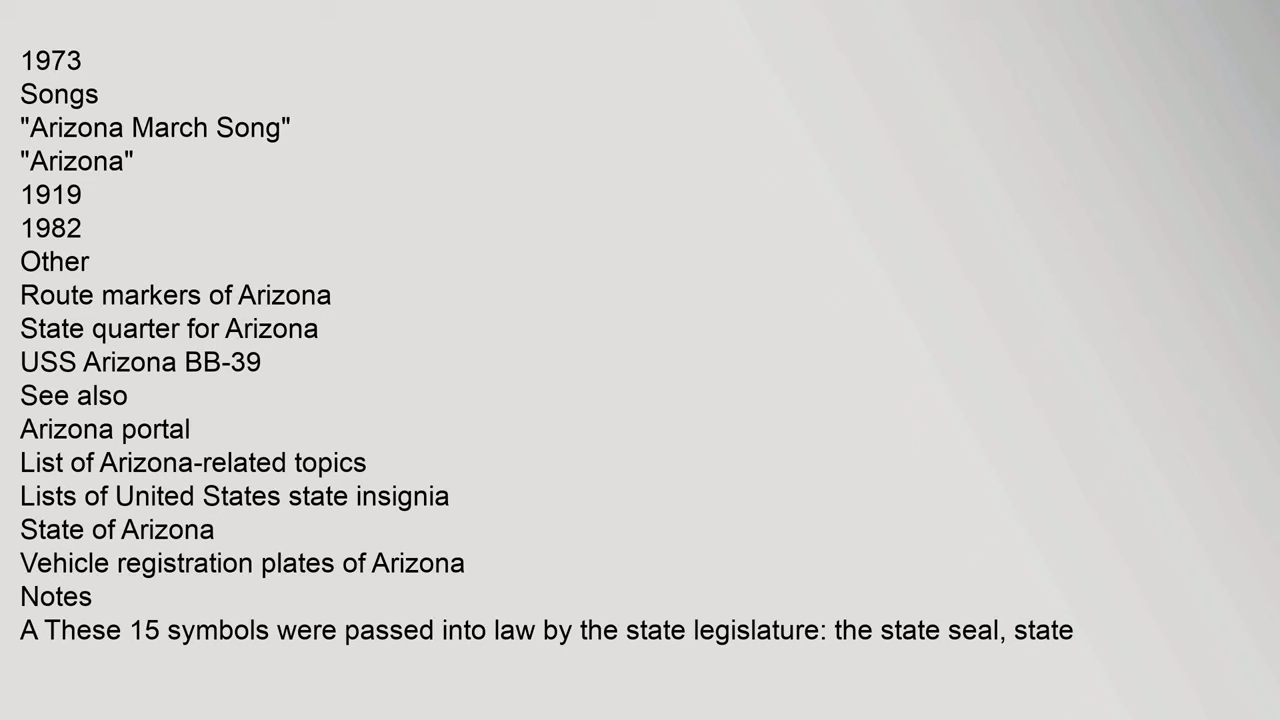 1973
Songs
"Arizona March Song"
"Arizona"
1919
1982
Other
Route markers of Arizona
State quarter for Arizona
USS Arizona BB-39
See also
Arizona portal
List of Arizona-related topics
Lists of United States state insignia
State of Arizona
Vehicle registration plates of Arizona
Notes
A These 15 symbols were passed into law by the state legislature: the state seal, state